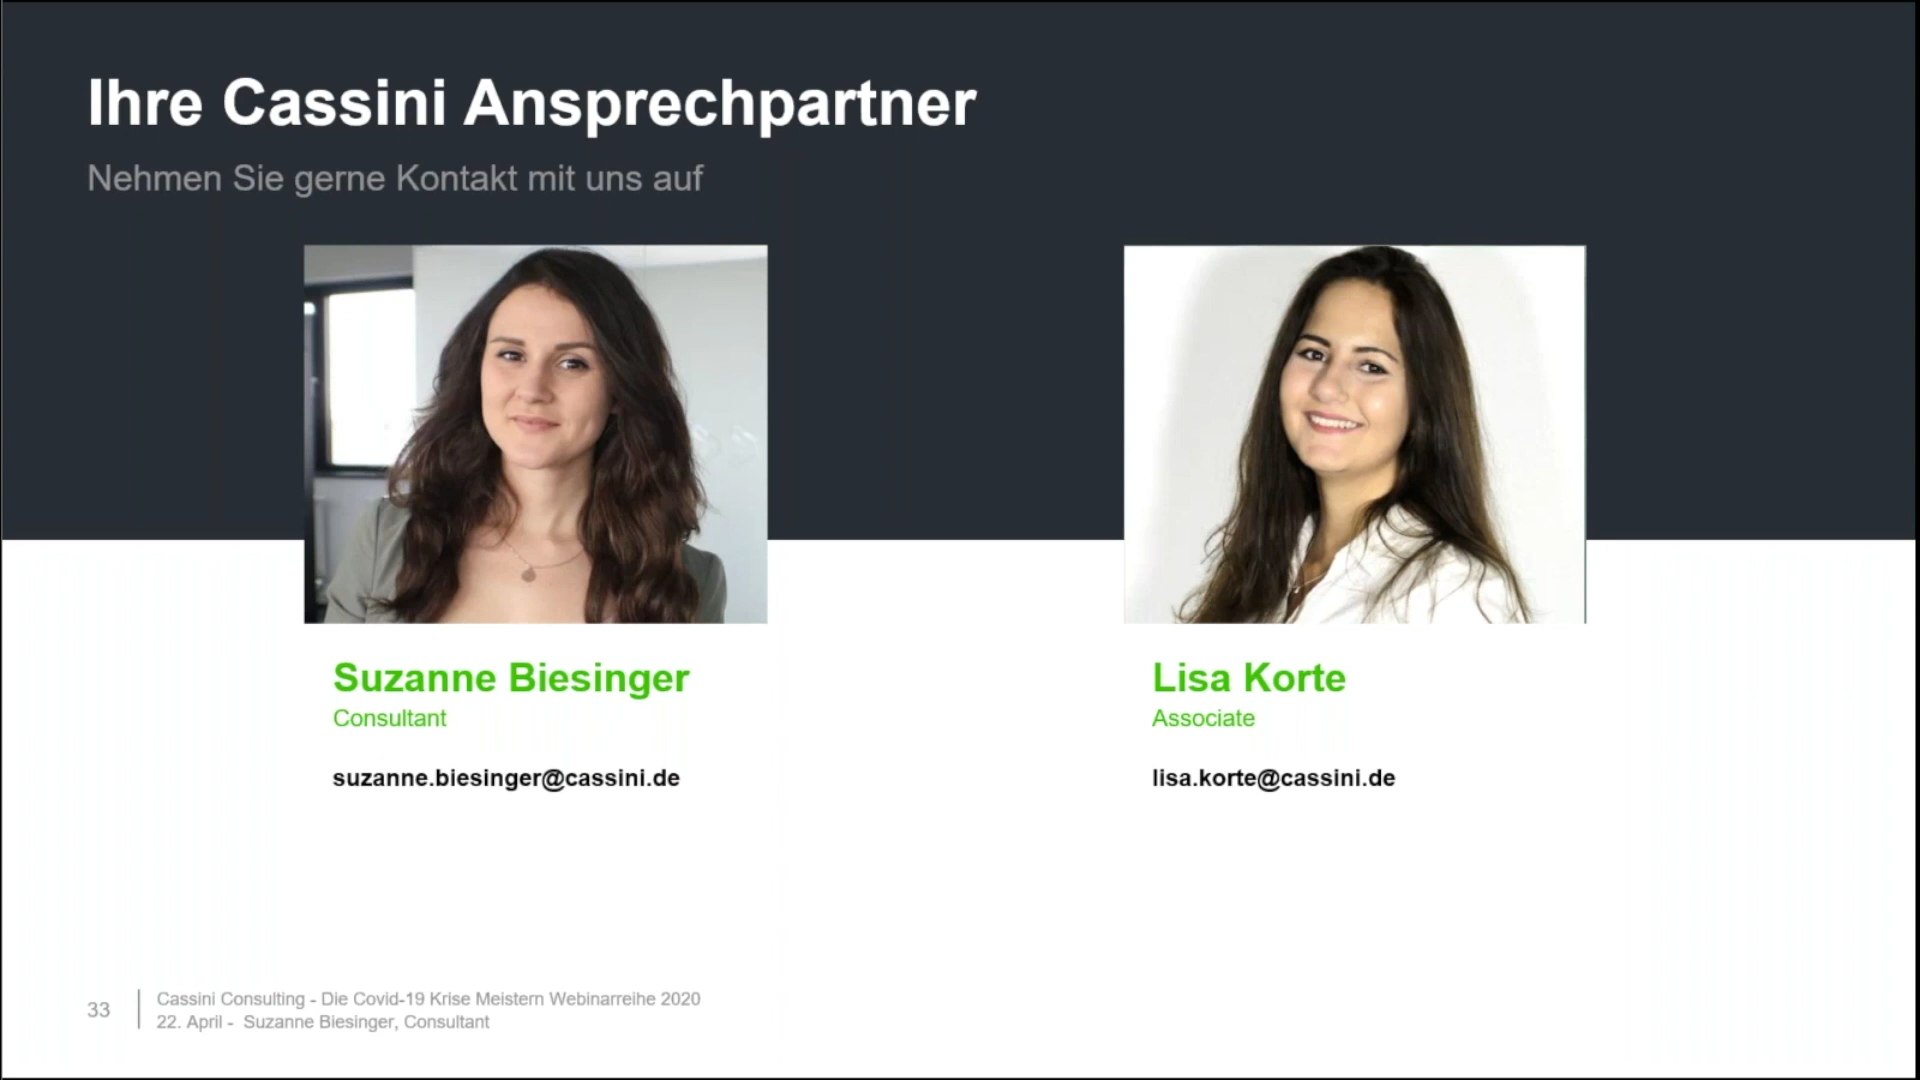 Ihre Cassini Ansprechpartner
Nehmen Sie gerne Kontakt mit uns auf
Suzanne Biesinger
Consultant
suzanne.biesinger@cassini.de
Lisa Korte
Associate
lisa.korte@cassini.de
33
Cassini Consulting - Die Covid-19 Krise Meistern Webinarreihe 2020
22. April - Suzanne Biesinger, Consultant